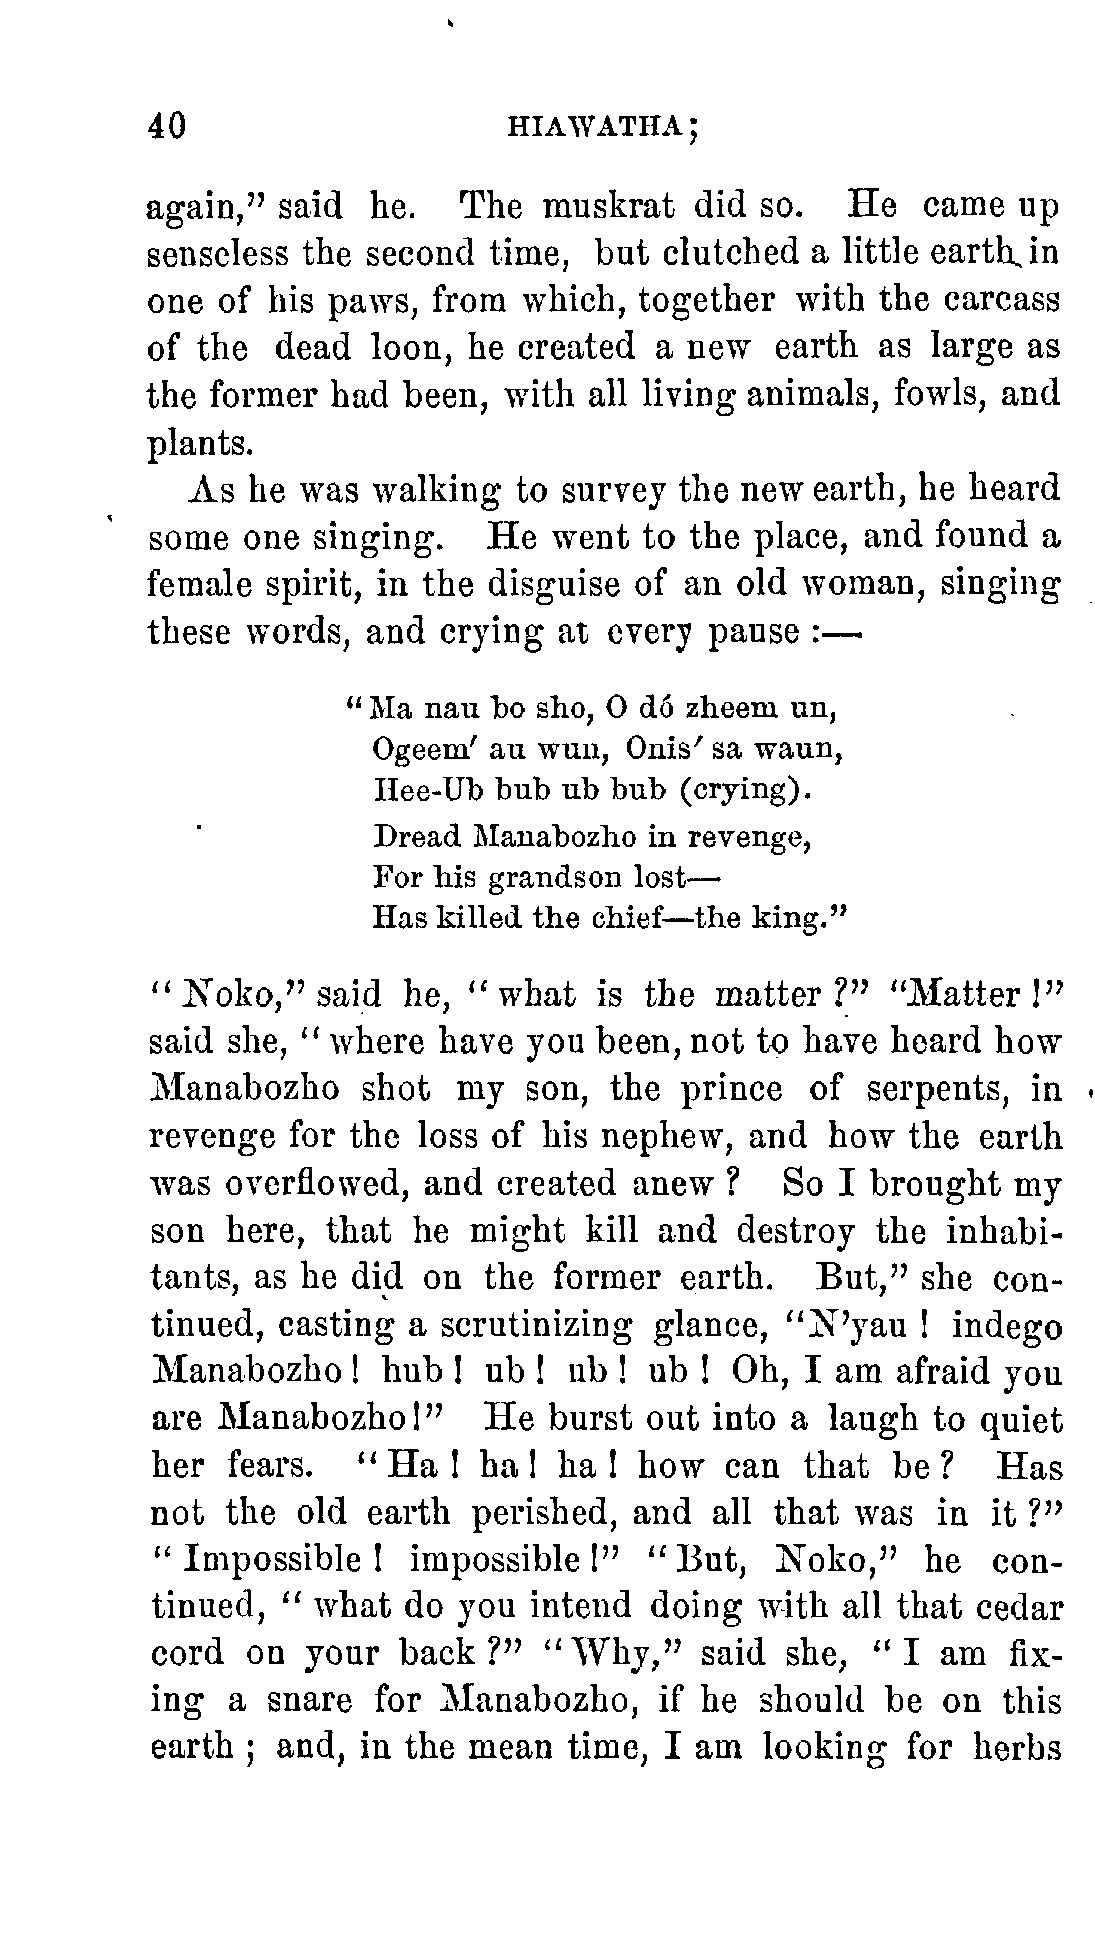 40 HIAWATHA;
again,” said he. The muskrat did so. He came up
senseless the second time, but clutched a little earth in
one of his paws, from which, together with the carcass
of the dead loon, he created a new earth as large as
the former had been, with all living animals, fowls, and
plants.
As he was walking to survey the new earth, he heard
some one singing. He went to the place, and found a
female spirit, in the disguise of an old woman, singing
these words, and crying at every pause :—
“Ma nau bo sho, O dó zheem un,
Ogeem′ au wun, Onis′ sa waun,
Hee-Ub bub ub bub (crying).
Dread Manabozho in revenge,
For his grandson lost—
Has killed the chief—the king.”
“Noko,” said he, “what is the matter ?” “Matter !”
said she, “where have you been, not to have heard how
Manabozho shot my son, the prince of serpents, in
revenge for the loss of his nephew, and how the earth
was overflowed, and created anew ? So I brought my
son here, that he might kill and destroy the inhabi-
tants, as he did on the former earth. But,” she con-
tinued, casting a scrutinizing glance, “N’yau ! indego
Manabozho ! hub ! ub ! ub ! ub ! Oh, I am afraid you
are Manabozho!” He burst out into a laugh to quiet
her fears. “Ha ! ha ! ha ! how can that be ? Has
not the old earth perished, and all that was in it ?”
“Impossible ! impossible !” “But, Noko,” he con-
tinued, “what do you intend doing with all that cedar
cord on your back ?” “Why,” said she, “I am fix-
ing a snare for Manabozho, if he should be on this
earth ; and, in the mean time, I am looking for herbs